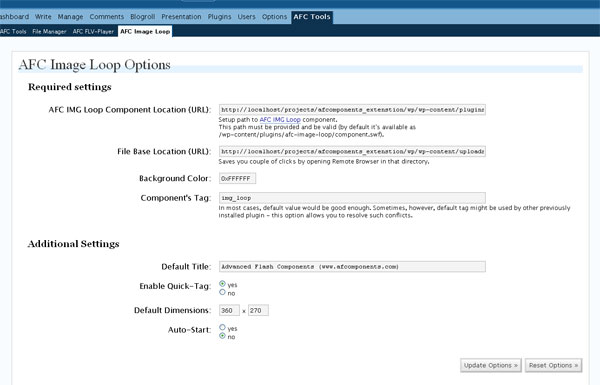 ashboard Write Manage Comments Blogroll Presentation Plugins Users Options AFC Tools
AFC Tools File Manager AFC FLV-Player AFC Image Loop
AFC Image Loop Options
Required settings
AFC IMG Loop Component Location (URL): http://localhost/projects/afcomponents_extenstion/wp/wp-content/plugins
Setup path to AFC IMG Loop component.
This path must be provided and be valid (by default it's available as
/wp-content/plugins/afc-image-loop/component.swf).
File Base Location (URL): http://localhost/projects/afcomponents_extenstion/wp/wp-content/uploads
Saves you couple of clicks by opening Remote Browser in that directory.
Background Color: 0xFFFFFF
Component's Tag: img_loop
In most cases, default value would be good enough. Sometimes, however, default tag might be used by other previously
installed plugin - this option allows you to resolve such conflicts.
Additional Settings
Default Title: Advanced Flash Components (www.afcomponents.com)
Enable Quick-Tag: yes
no
Default Dimensions: 360 x 270
Auto-Start: yes
no
Update Options » Reset Options »